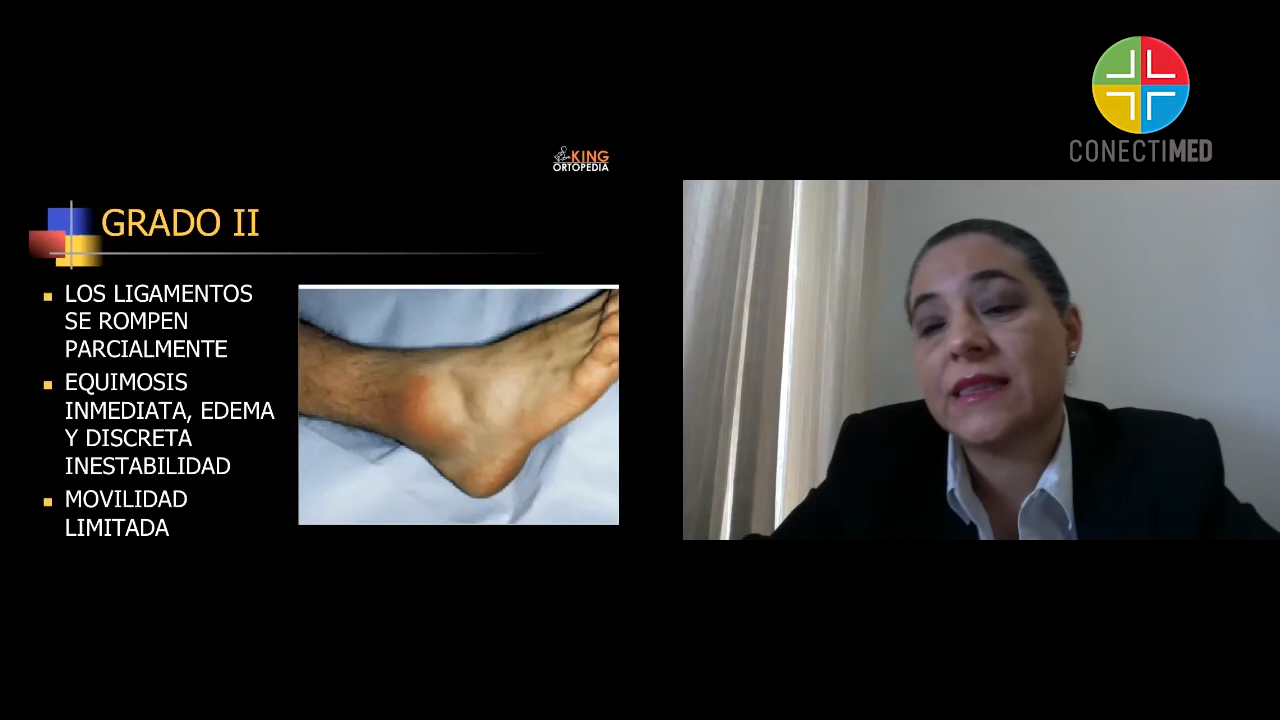 KING
ORTOPEDIA
GRADO II
LOS LIGAMENTOS
SE ROMPEN
PARCIALMENTE
EQUIMOSIS
INMEDIATA, EDEMA
Y DISCRETA
INESTABILIDAD
MOVILIDAD
LIMITADA
CONECTIMED